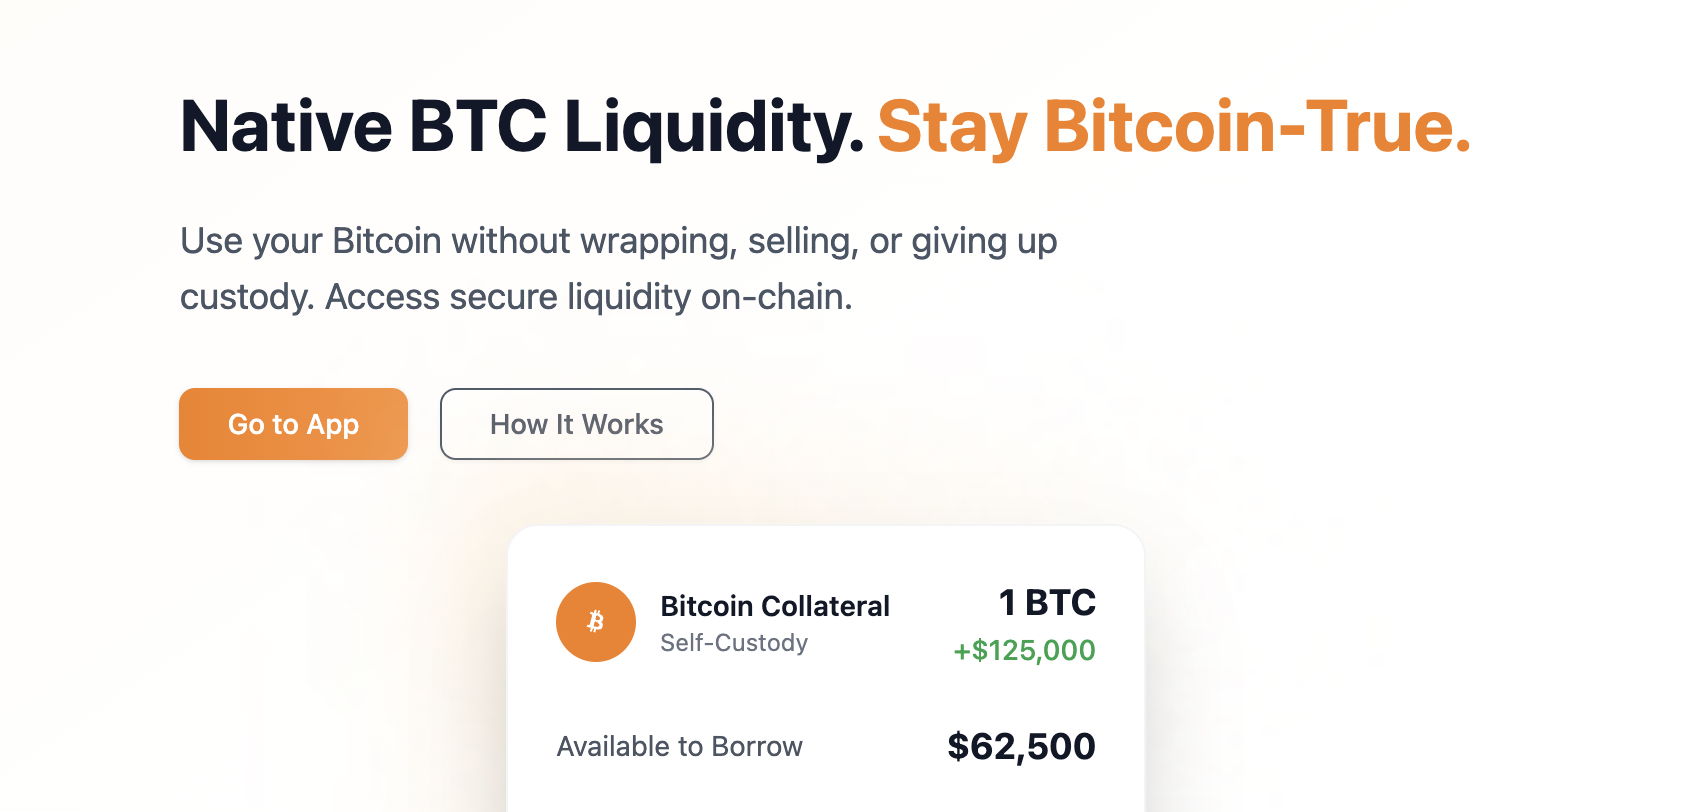 Native BTC Liquidity. Stay Bitcoin-True.
Use your Bitcoin without wrapping, selling, or giving up
custody. Access secure liquidity on-chain.
Go to App
How It Works
Bitcoin Collateral
Self-Custody
1 BTC
+$125,000
Available to Borrow
$62,500